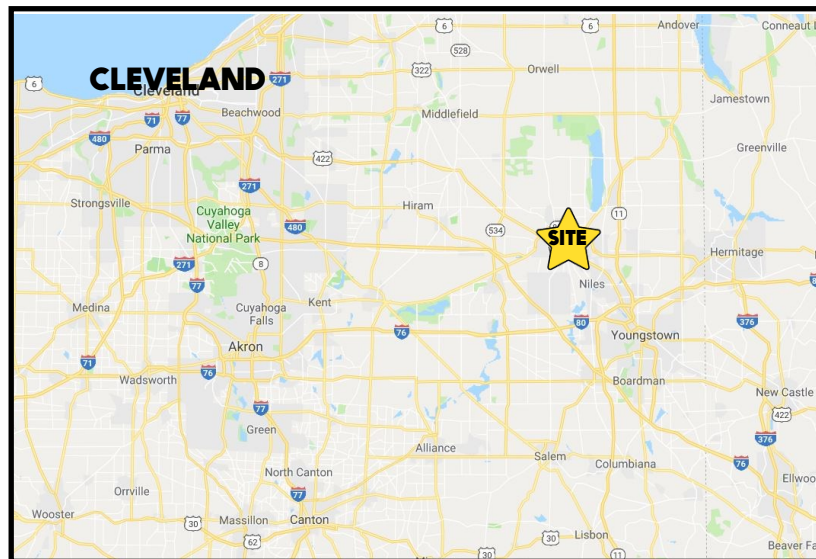 6
6
Andover
Conneaut L
528
CLEVELAND
Cleveland
322
Orwell
271
6
Jamestown
Beachwood
Middlefield
71
77
480
Parma
Greenville
422
271
Strongsville
Cuyahoga
Valley
National Park
Hiram
11
480
534
SITE
8
Hermitage
271
77
Niles
Medina
Cuyahoga
Falls
Kent
76
80
376
Youngstown
Akron
71
76
Wadsworth
Boardman
77
New Castle
422
Green
376
Alliance
Salem
Columbiana
76
North Canton
Ellwoo
Orrville
77
Wooster
30
Massillon
Canton
Lisbon
62
30
30
11
Beaver Fa